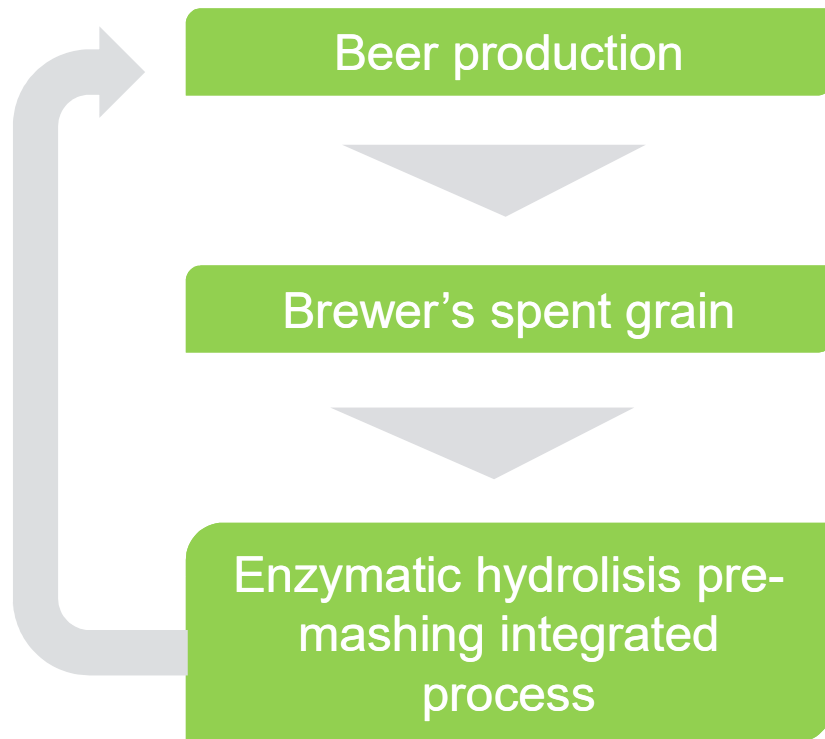 Beer production
Brewer’s spent grain
Enzymatic hydrolisis pre-
mashing integrated
process